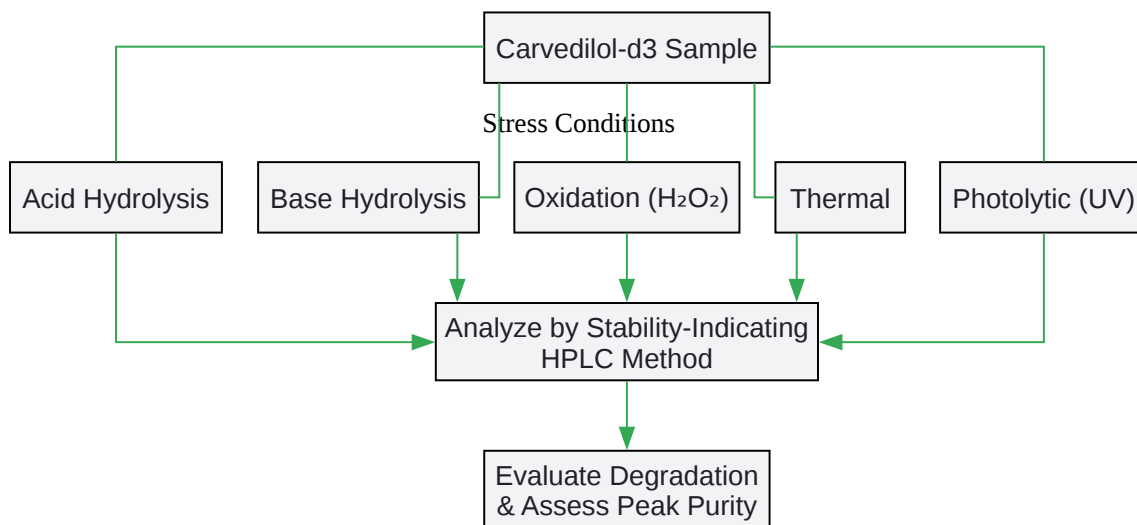 Carvedilol-d3 Sample
Stress Conditions
Acid Hydrolysis
Base Hydrolysis
Oxidation (H₂O₂)
Thermal
Photolytic (UV)
Analyze by Stability-Indicating
HPLC Method
Evaluate Degradation
& Assess Peak Purity